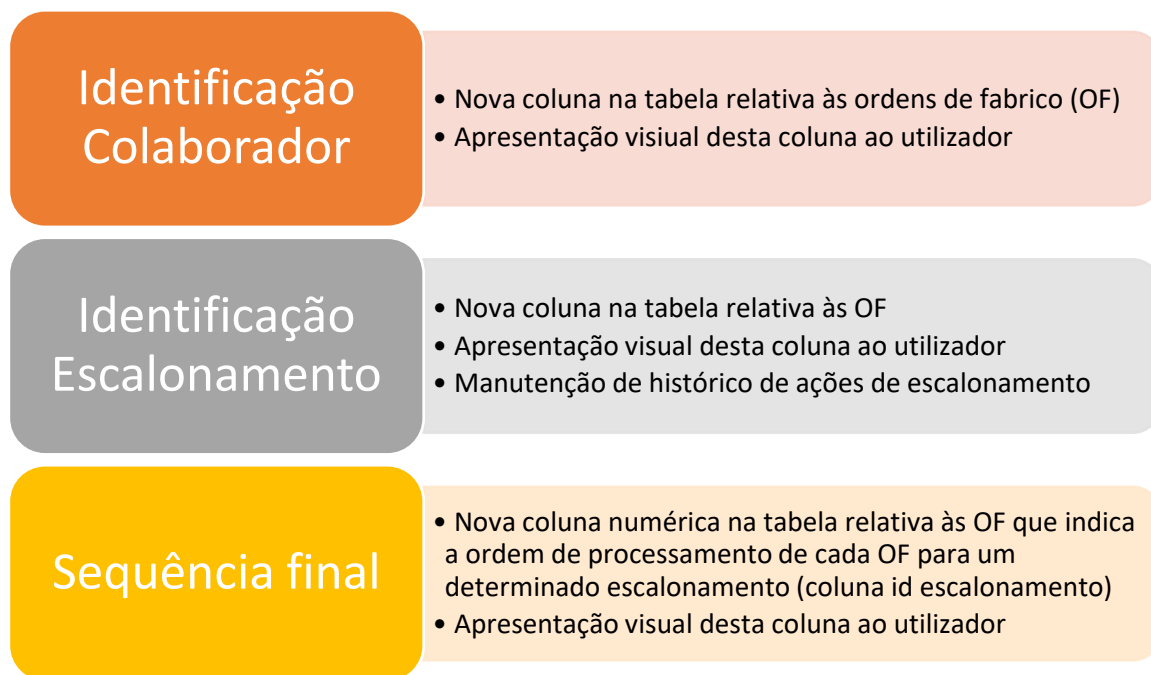 Identificação
Colaborador
• Nova coluna na tabela relativa às ordens de fabrico (OF)
• Apresentação visiual desta coluna ao utilizador
Identificação
Escalonamento
• Nova coluna na tabela relativa às OF
• Apresentação visual desta coluna ao utilizador
• Manutenção de histórico de ações de escalonamento
Sequência final
• Nova coluna numérica na tabela relativa às OF que indica
a ordem de processamento de cada OF para um
determinado escalonamento (coluna id escalonamento)
• Apresentação visual desta coluna ao utilizador